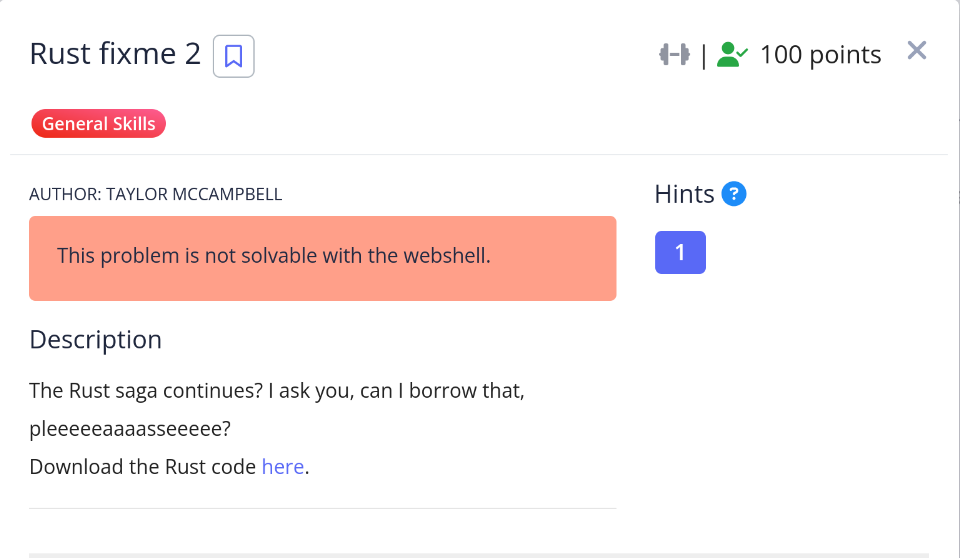 Rust fixme 2
| 100 points
General Skills
AUTHOR: TAYLOR MCCAMPBELL
This problem is not solvable with the webshell.
Description
The Rust saga continues? I ask you, can I borrow that,
pleeeeeaaaasseeeee?
Download the Rust code here.
Hints ?
1